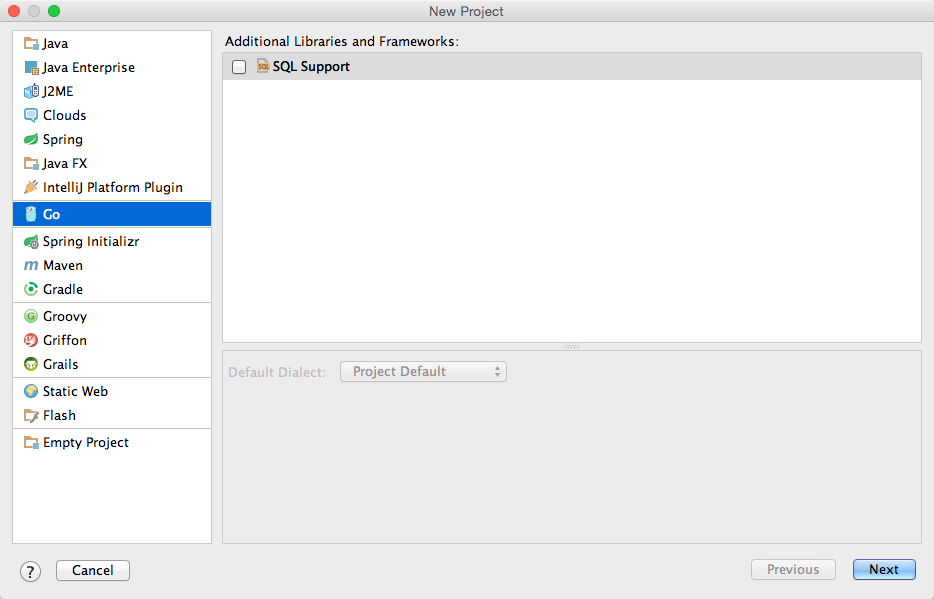 New Project
Java
Java Enterprise
J2ME
Clouds
Spring
Java FX
IntelliJ Platform Plugin
Go
Spring Initializr
Maven
Gradle
Groovy
Griffon
Grails
Static Web
Flash
Empty Project
Additional Libraries and Frameworks:
SQL SQL Support
Default Dialect: Project Default
? Cancel Previous Next